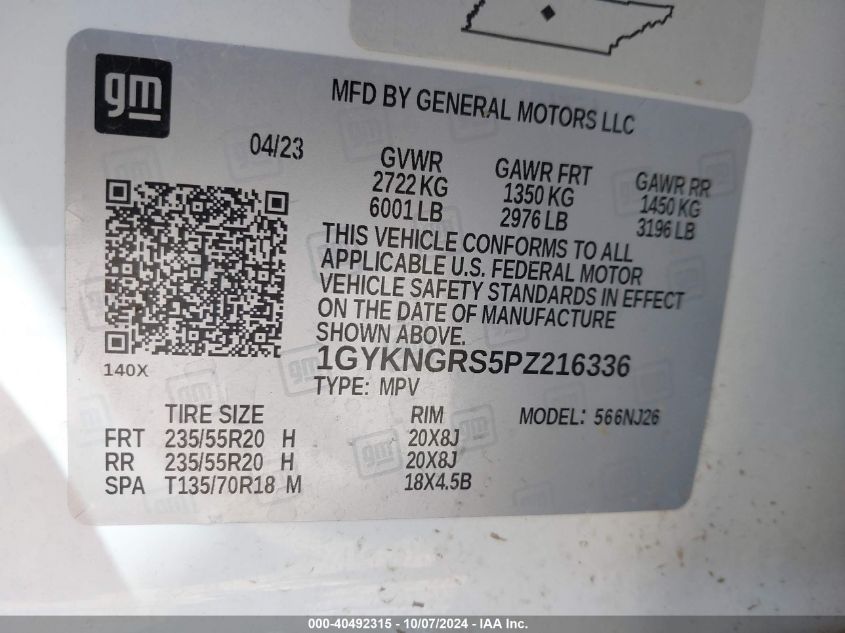 gm
MFD BY GENERAL MOTORS LLC
04/23
GVWR GAWR FRT GAWR RR
2722 KG 1350 KG 1450 KG
6001 LB 2976 LB 3196 LB
THIS VEHICLE CONFORMS TO ALL
APPLICABLE U.S. FEDERAL MOTOR
VEHICLE SAFETY STANDARDS IN EFFECT
ON THE DATE OF MANUFACTURE
SHOWN ABOVE.
140X
1GYKNGRS5PZ216336
TYPE: MPV
TIRE SIZE RIM MODEL: 566NJ26
FRT 235/55R20 H 20X8J
RR 235/55R20 H 20X8J
SPA T135/70R18 M 18X4.5B
000-40492315 - 10/07/2024 - IAA Inc.